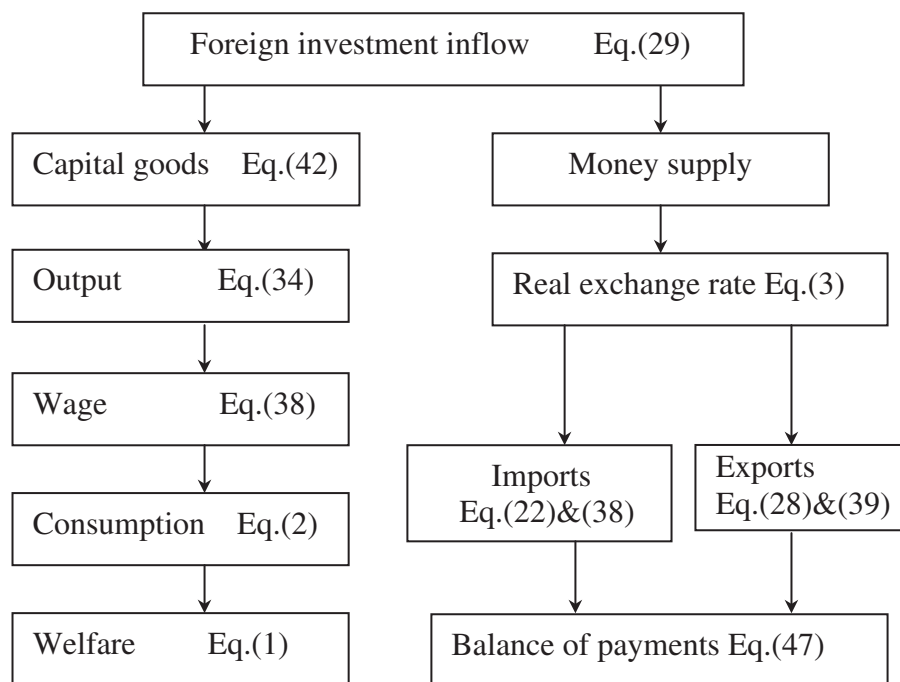 Foreign investment inflow Eq.(29)
Capital goods Eq.(42)
Money supply
Output Eq.(34)
Real exchange rate Eq.(3)
Wage Eq.(38)
Imports
Eq.(22)&(38)
Exports
Eq.(28)&(39)
Consumption Eq.(2)
Welfare Eq.(1)
Balance of payments Eq.(47)